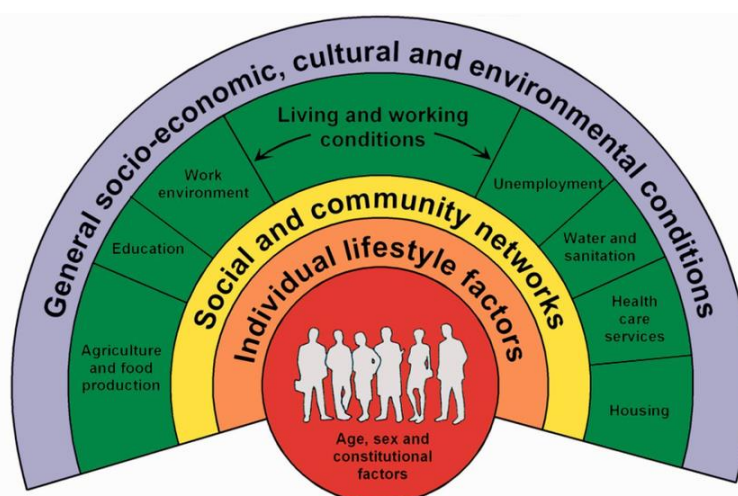 General socio-economic, cultural and environmental conditions
Living and working
conditions
Work
environment
Unemployment
Education
Water and
sanitation
Agriculture
and food
production
Health
care
services
Housing
Social and community networks
Individual lifestyle factors
Age, sex and
constitutional
factors